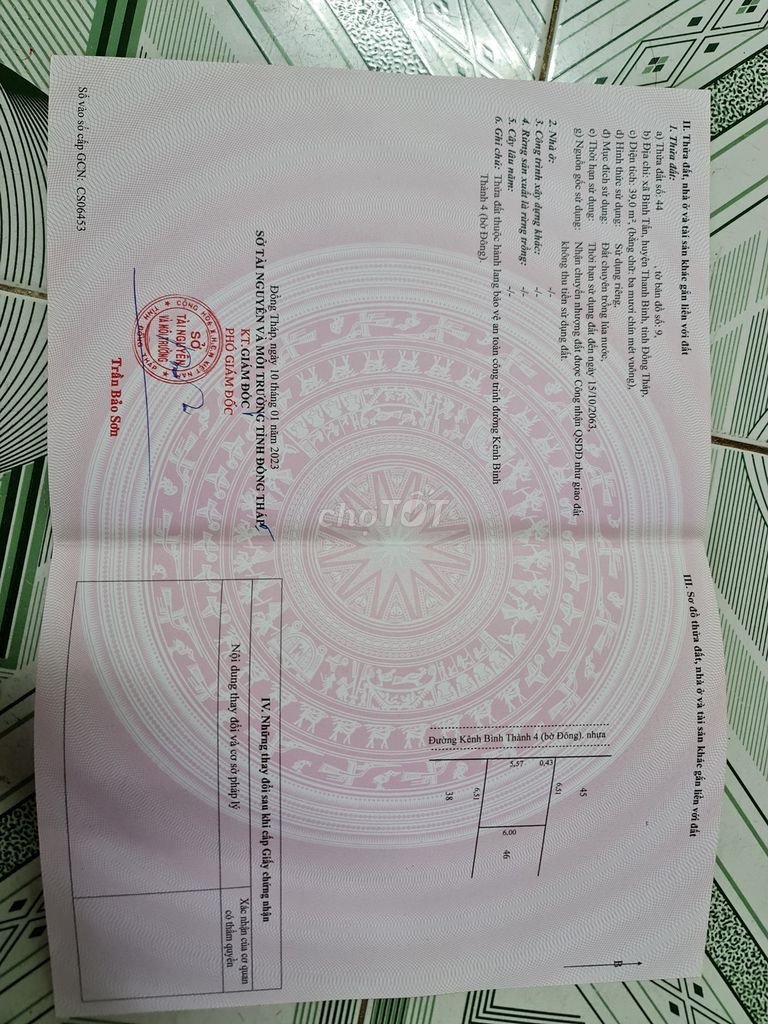 II. Thửa đất, nhà ở và tài sản khác gắn liền với đất
1. Thửa đất:
a) Thửa đất số: 44 , tờ bản đồ số: 9,
b) Địa chỉ: xã Bình Tấn, huyện Thanh Bình, tỉnh Đồng Tháp,
c) Diện tích: 39,0 m², (bằng chữ: ba mươi chín mét vuông),
d) Hình thức sử dụng: Sử dụng riêng,
đ) Mục đích sử dụng: Đất chuyên trồng lúa nước,
e) Thời hạn sử dụng: Thời hạn sử dụng đất đến ngày 15/10/2063,
g) Nguồn gốc sử dụng: Nhận chuyển nhượng đất được Công nhận QSDĐ như giao đất
không thu tiền sử dụng đất.
2. Nhà ở: -/-
3. Công trình xây dựng khác: -/-
4. Rừng sản xuất là rừng trồng: -/-
5. Cây lâu năm: -/-
6. Ghi chú: Thửa đất thuộc hành lang bảo vệ an toàn công trình đường Kênh Bình
Thành 4 (bờ Đông).
Đồng Tháp, ngày 10 tháng 01 năm 2023
SỞ TÀI NGUYÊN VÀ MÔI TRƯỜNG TỈNH ĐỒNG THÁP
KT. GIÁM ĐỐC
PHÓ GIÁM ĐỐC
SỞ
TÀI NGUYÊN
VÀ MÔI TRƯỜNG
Trần Bảo Sơn
Số vào sổ cấp GCN: CS06453
III. Sơ đồ thửa đất, nhà ở và tài sản khác gắn liền với đất
B
Đường Kênh Bình Thành 4 (bờ Đông). nhựa
45
6,51
0,43
5,57
6,00
46
6,51
38
IV. Những thay đổi sau khi cấp Giấy chứng nhận
Nội dung thay đổi và cơ sở pháp lý
Xác nhận của cơ quan
có thẩm quyền
chợTỐT